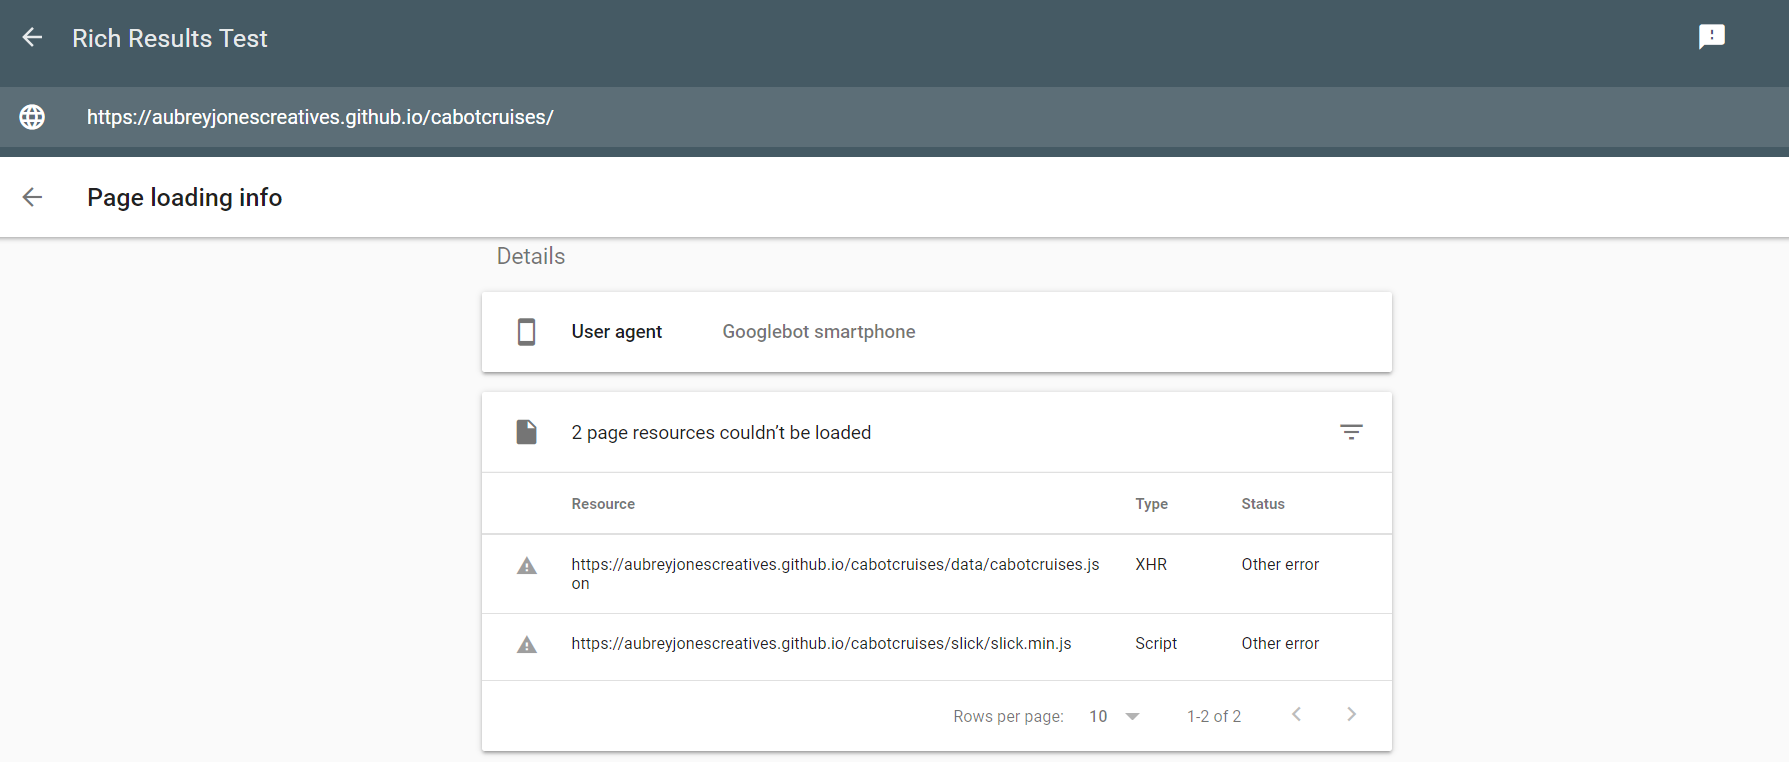 Rich Results Test
https://aubreyjonescreatives.github.io/cabotcruises/
Page loading info
Details
User agent Googlebot smartphone
2 page resources couldn’t be loaded
Resource Type Status
https://aubreyjonescreatives.github.io/cabotcruises/data/cabotcruises.js XHR Other error
on
https://aubreyjonescreatives.github.io/cabotcruises/slick/slick.min.js Script Other error
Rows per page: 10 1-2 of 2